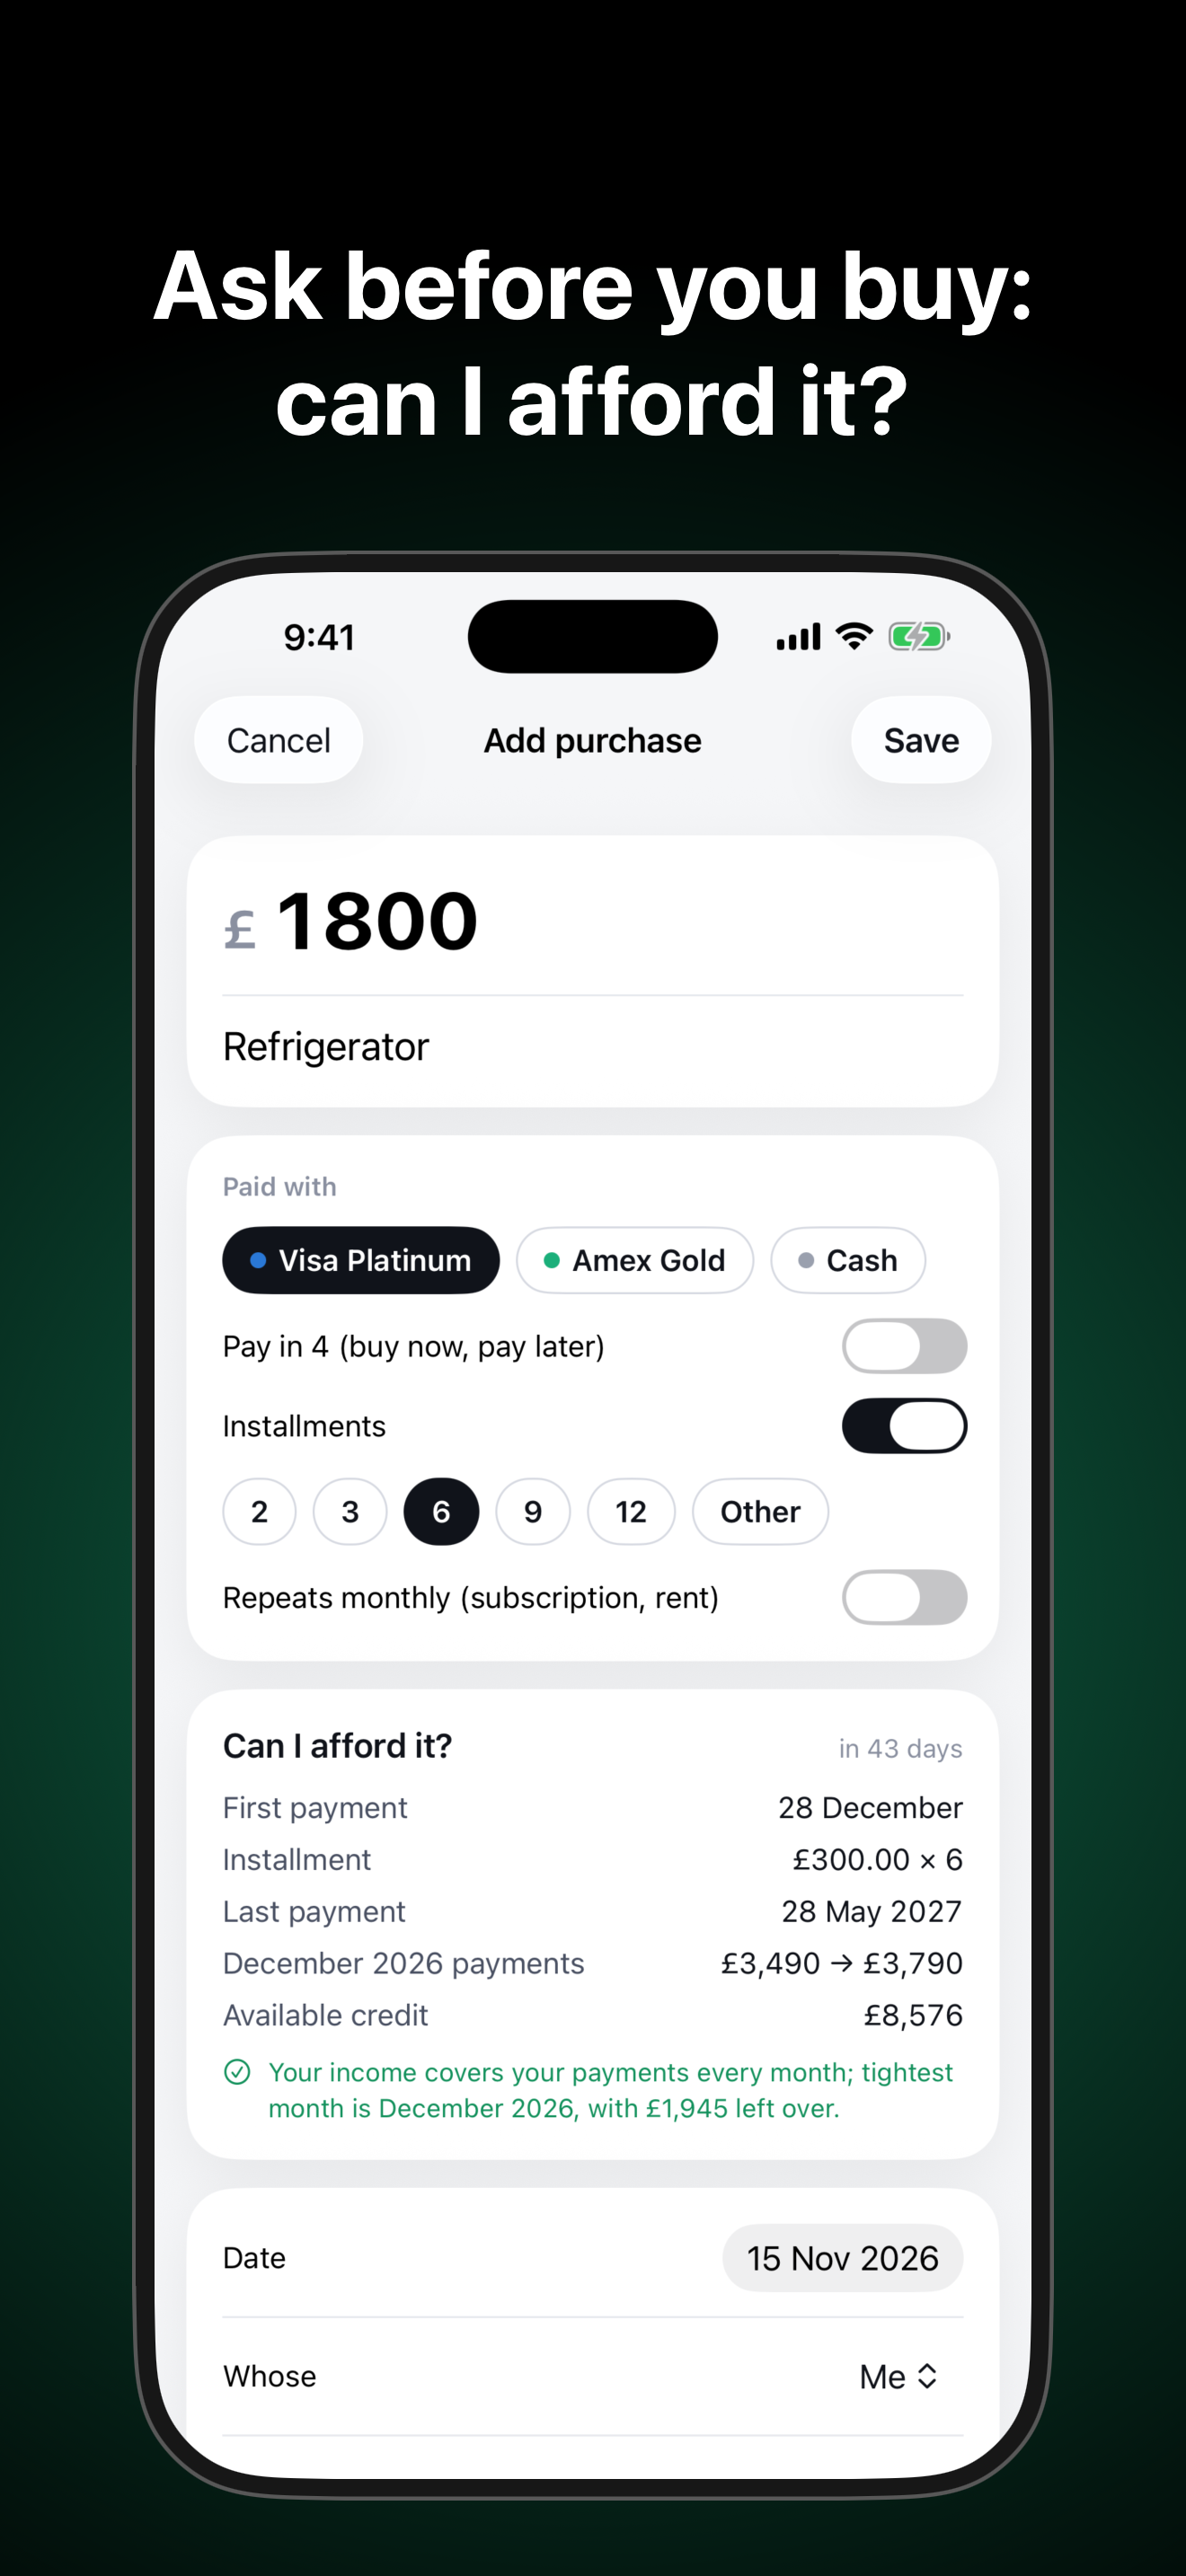 Ask before you buy:
can I afford it?
9:41
Cancel
Add purchase
Save
£ 1800
Refrigerator
Paid with
Visa Platinum
Amex Gold
Cash
Pay in 4 (buy now, pay later)
Installments
2
3
6
9
12
Other
Repeats monthly (subscription, rent)
Can I afford it?
in 43 days
First payment
28 December
Installment
£300.00 × 6
Last payment
28 May 2027
December 2026 payments
£3,490 → £3,790
Available credit
£8,576
Your income covers your payments every month; tightest
month is December 2026, with £1,945 left over.
Date
15 Nov 2026
Whose
Me